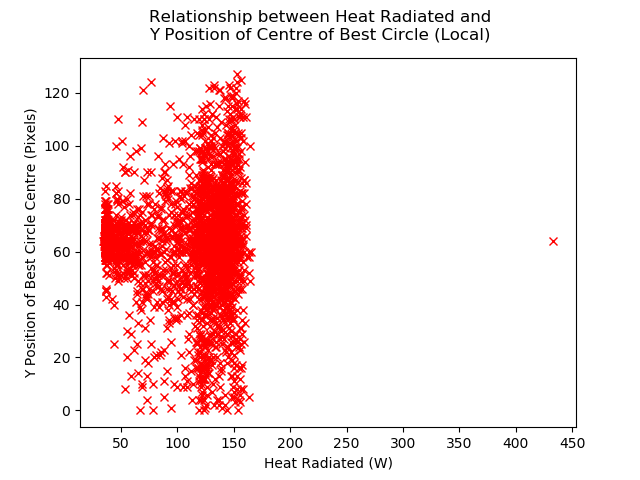 Relationship between Heat Radiated and
Y Position of Centre of Best Circle (Local)
Y Position of Best Circle Centre (Pixels)
120
100
80
60
40
20
0
50 100 150 200 250 300 350 400 450
Heat Radiated (W)